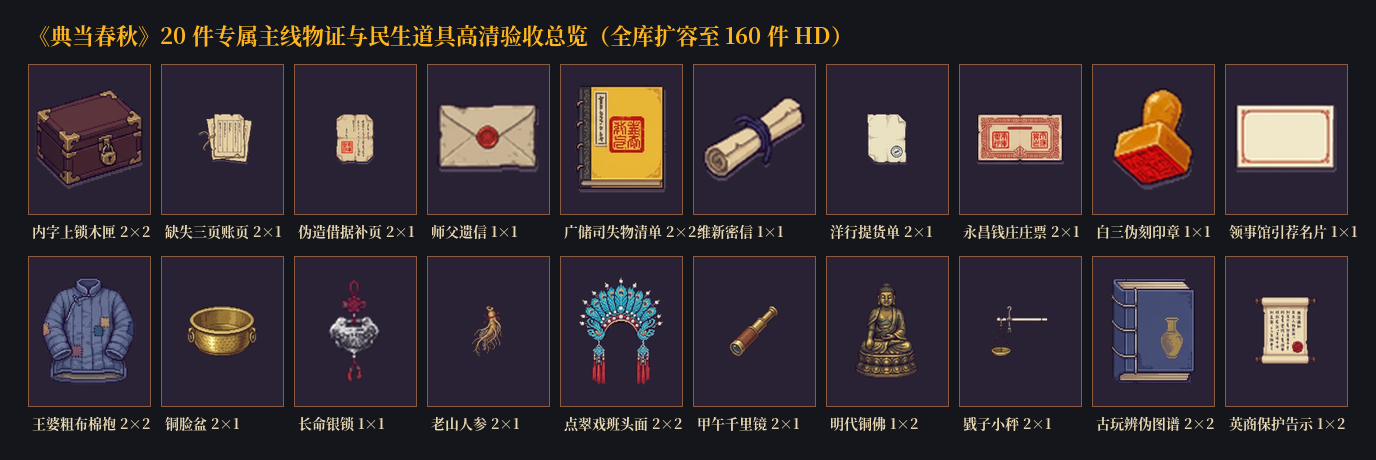 《典当春秋》20 件专属主线物证与民生道具高清验收总览（全库扩容至 160 件 HD）
内字上锁木匣 2×2
缺失三页账页 2×1
伪造借据补页 2×1
师父遗信 1×1
广储司失物清单 2×2
维新密信 1×1
洋行提货单 2×1
永昌钱庄庄票 2×1
白三伪刻印章 1×1
领事馆引荐名片 1×1
王婆粗布棉袍 2×2
铜脸盆 2×1
长命银锁 1×1
老山人参 2×1
点翠戏班头面 2×2
甲午千里镜 2×1
明代铜佛 1×2
戥子小秤 2×1
古玩辨伪图谱 2×2
英商保护告示 1×2